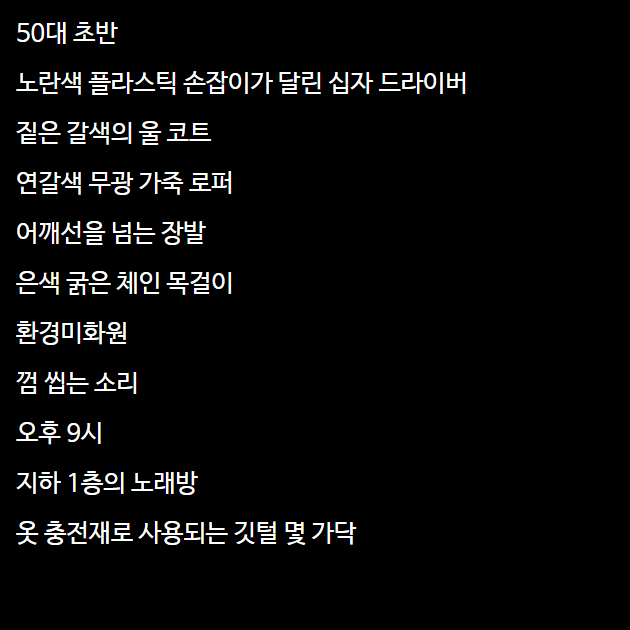 50대 초반
노란색 플라스틱 손잡이가 달린 십자 드라이버
짙은 갈색의 울 코트
연갈색 무광 가죽 로퍼
어깨선을 넘는 장발
은색 굵은 체인 목걸이
환경미화원
껌 씹는 소리
오후 9시
지하 1층의 노래방
옷 충전재로 사용되는 깃털 몇 가닥